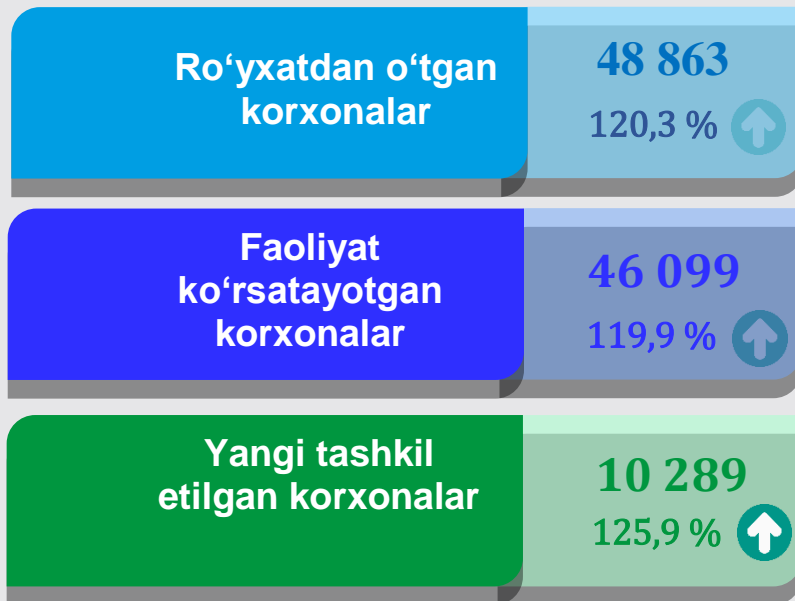 Ro‘yxatdan o‘tgan
korxonalar
48 863
120,3 %
Faoliyat
ko‘rsatayotgan
korxonalar
46 099
119,9 %
Yangi tashkil
etilgan korxonalar
10 289
125,9 %